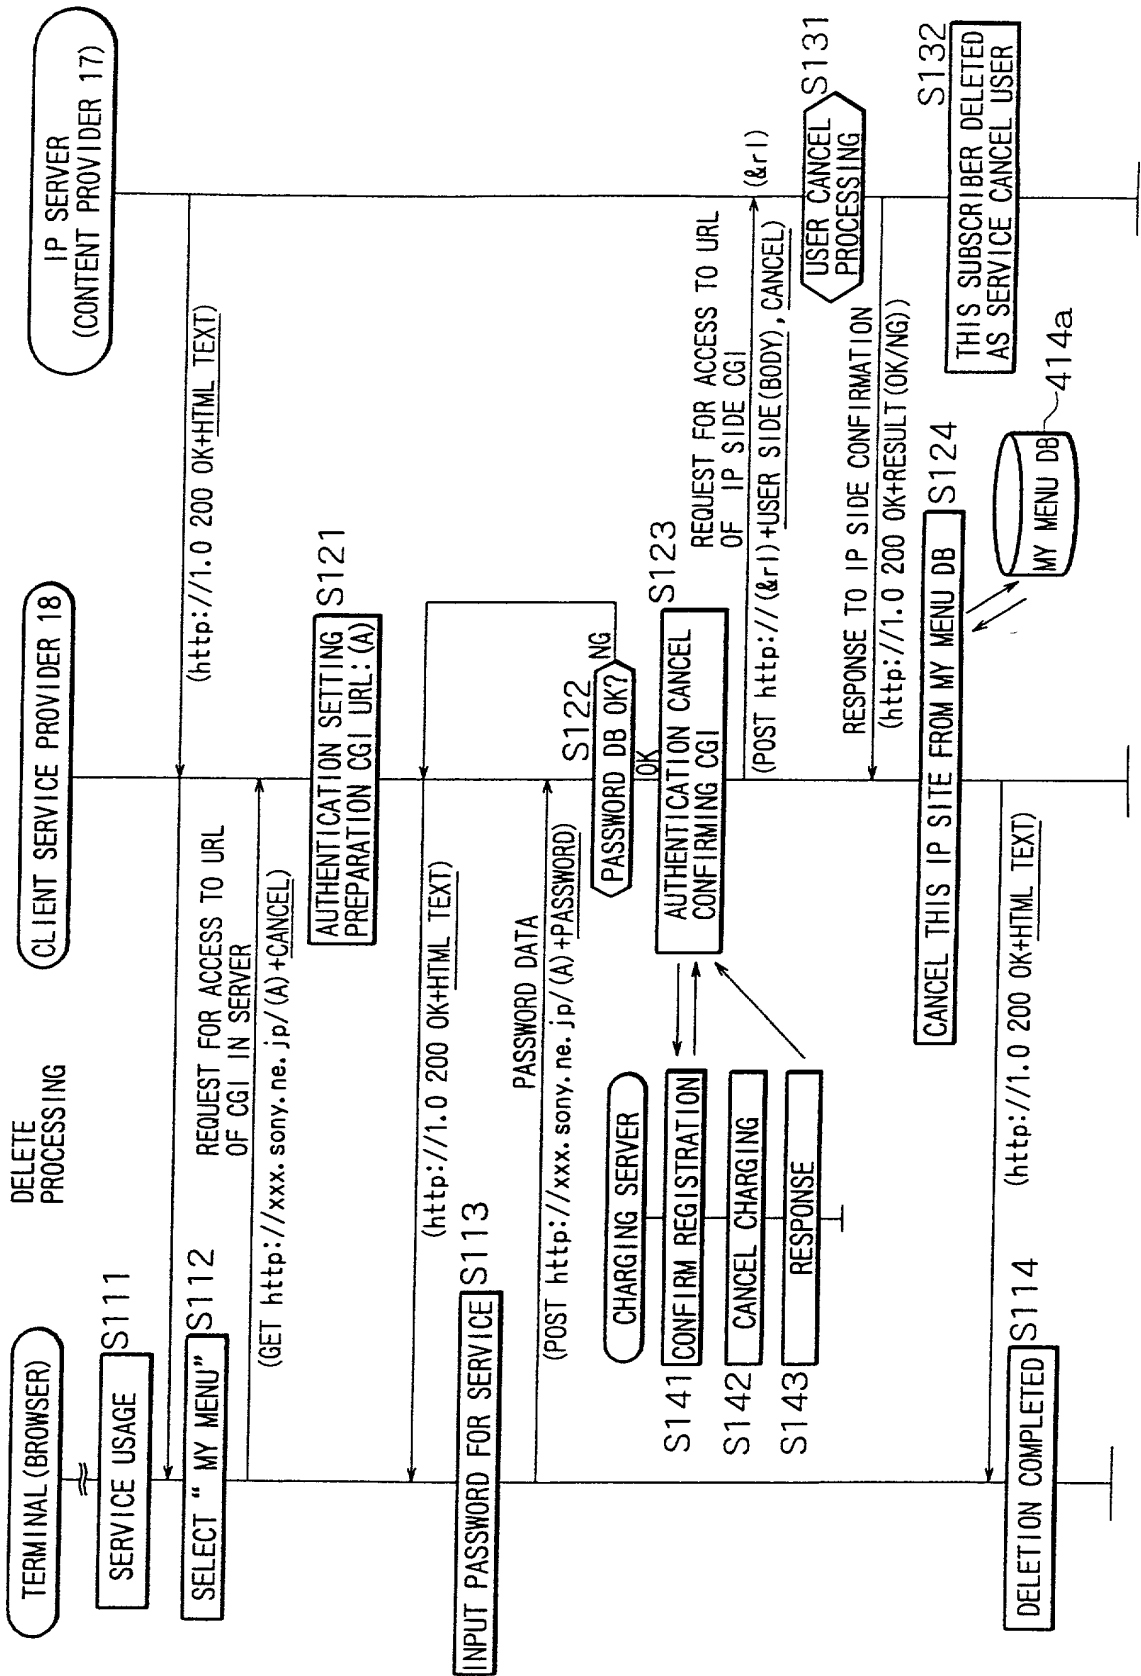 DELETE
PROCESSING
TERMINAL(BROWSER)
CLIENT SERVICE PROVIDER 18
IP SERVER
(CONTENT PROVIDER 17)
SERVICE USAGE
S111
(http://1.0 200 OK+HTML TEXT)
SELECT “ MY MENU”
S112
REQUEST FOR ACCESS TO URL
OF CGI IN SERVER
(GET http://xxx.sony.ne.jp/(A)+CANCEL)
AUTHENTICATION SETTING
PREPARATION CGI URL:(A)
S121
(http://1.0 200 OK+HTML TEXT)
INPUT PASSWORD FOR SERVICE
S113
PASSWORD DATA
(POST http://xxx.sony.ne.jp/(A)+PASSWORD)
S122
PASSWORD DB OK?
NG
OK
CHARGING SERVER
S141
CONFIRM REGISTRATION
S142
CANCEL CHARGING
S143
RESPONSE
AUTHENTICATION CANCEL
CONFIRMING CGI
S123
REQUEST FOR ACCESS TO URL
OF IP SIDE CGI
(POST http://(&rl)+USER SIDE(BODY),CANCEL)
(&rl)
USER CANCEL
PROCESSING
S131
RESPONSE TO IP SIDE CONFIRMATION
(http://1.0 200 OK+RESULT(OK/NG))
CANCEL THIS IP SITE FROM MY MENU DB
S124
THIS SUBSCRIBER DELETED
AS SERVICE CANCEL USER
S132
MY MENU DB
414a
(http://1.0 200 OK+HTML TEXT)
DELETION COMPLETED
S114